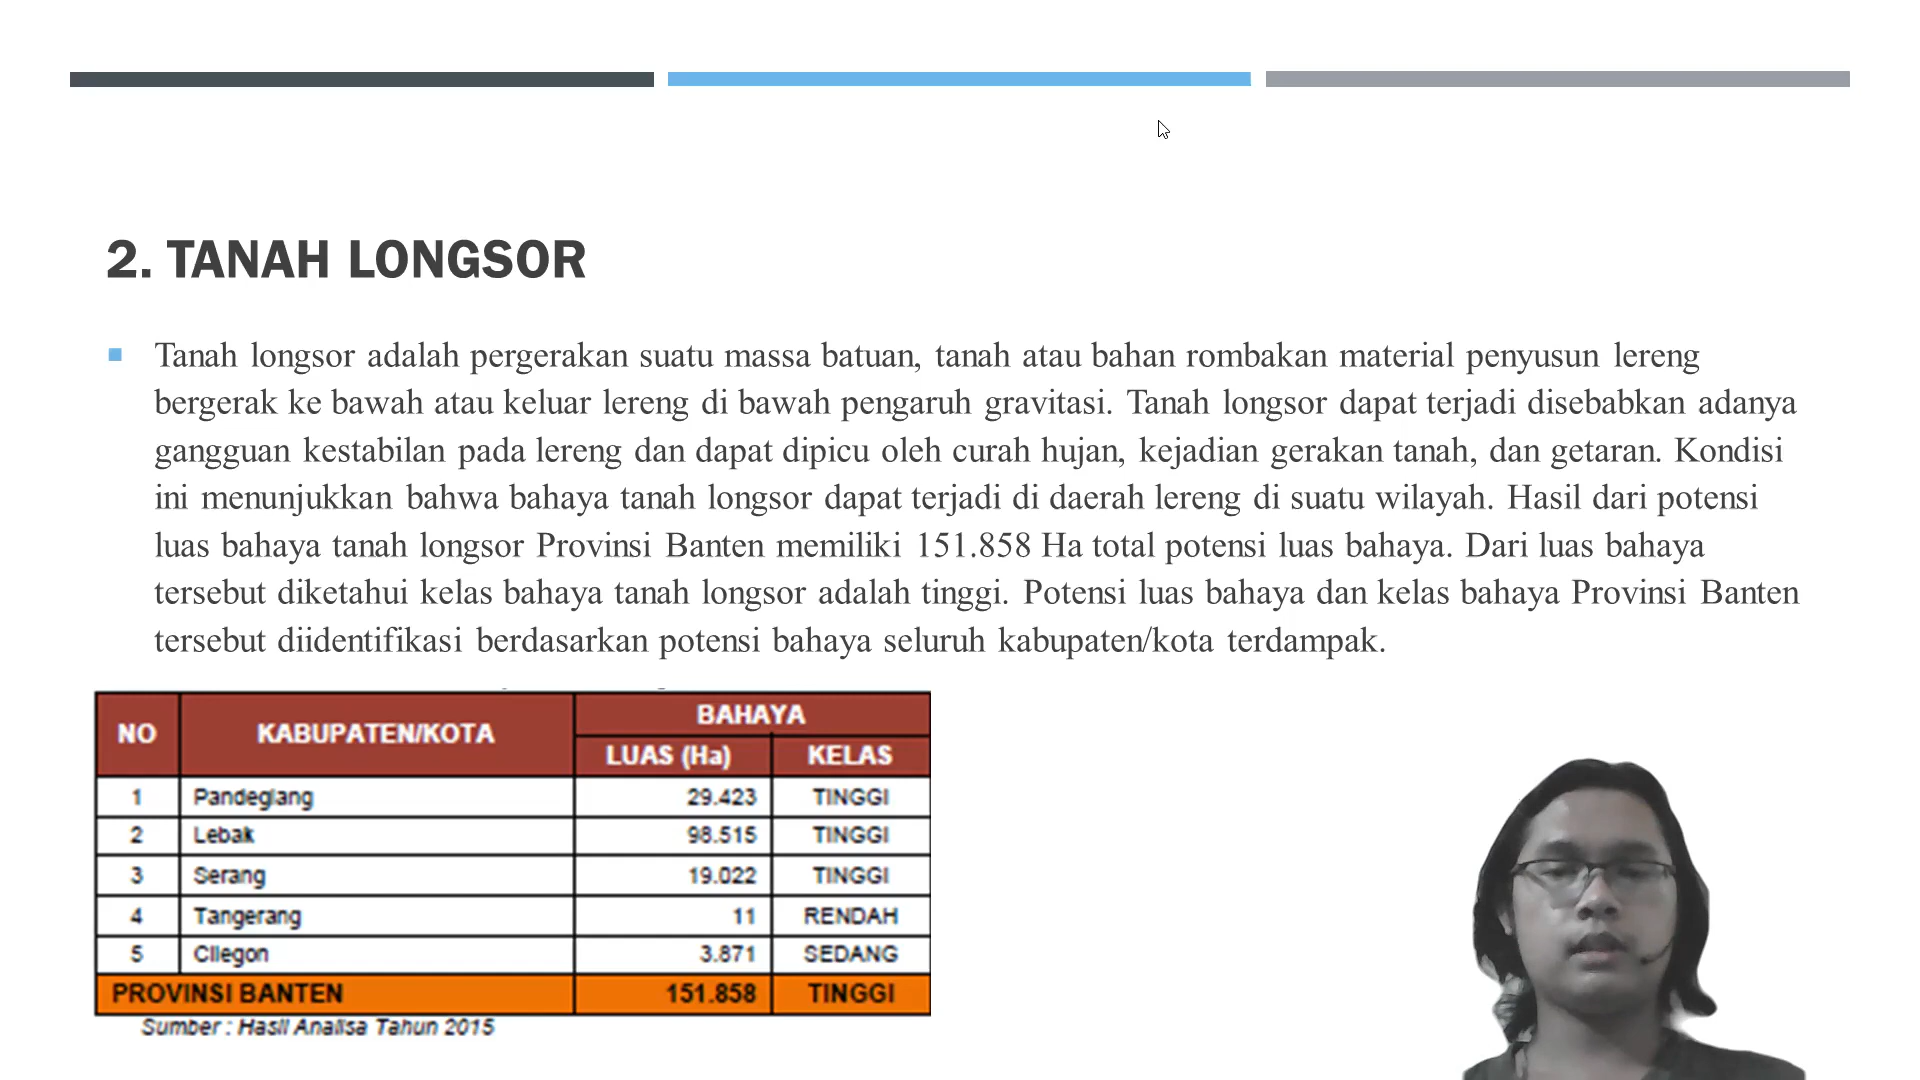 2. TANAH LONGSOR
Tanah longsor adalah pergerakan suatu massa batuan, tanah atau bahan rombakan material penyusun lereng
bergerak ke bawah atau keluar lereng di bawah pengaruh gravitasi. Tanah longsor dapat terjadi disebabkan adanya
gangguan kestabilan pada lereng dan dapat dipicu oleh curah hujan, kejadian gerakan tanah, dan getaran. Kondisi
ini menunjukkan bahwa bahaya tanah longsor dapat terjadi di daerah lereng di suatu wilayah. Hasil dari potensi
luas bahaya tanah longsor Provinsi Banten memiliki 151.858 Ha total potensi luas bahaya. Dari luas bahaya
tersebut diketahui kelas bahaya tanah longsor adalah tinggi. Potensi luas bahaya dan kelas bahaya Provinsi Banten
tersebut diidentifikasi berdasarkan potensi bahaya seluruh kabupaten/kota terdampak.
NO KABUPATEN/KOTA BAHAYA
LUAS (Ha) KELAS
1 Pandeglang 29.423 TINGGI
2 Lebak 98.515 TINGGI
3 Serang 19.022 TINGGI
4 Tangerang 11 RENDAH
5 Cilegon 3.871 SEDANG
PROVINSI BANTEN 151.858 TINGGI
Sumber : Hasil Analisa Tahun 2015